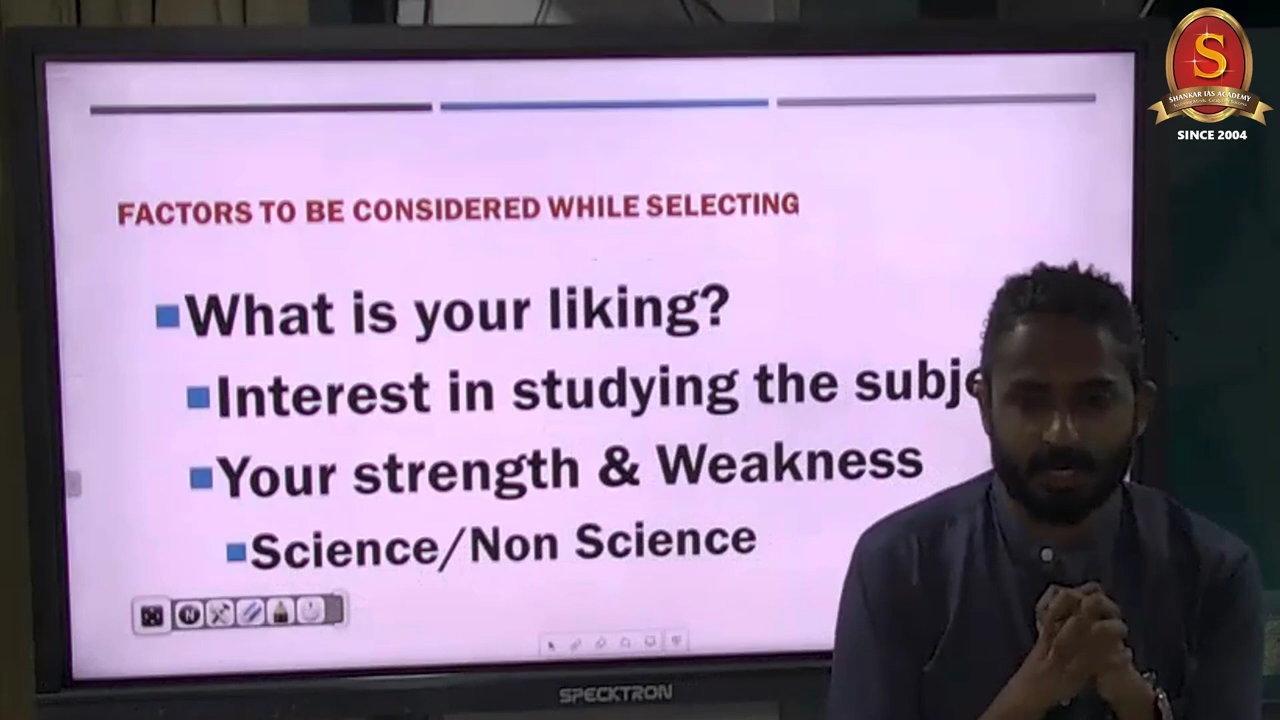 S
SHANKAR IAS ACADEMY
SINCE 2004
FACTORS TO BE CONSIDERED WHILE SELECTING
What is your liking?
Interest in studying the subje
Your strength & Weakness
Science/Non Science
N
SPECKTRON